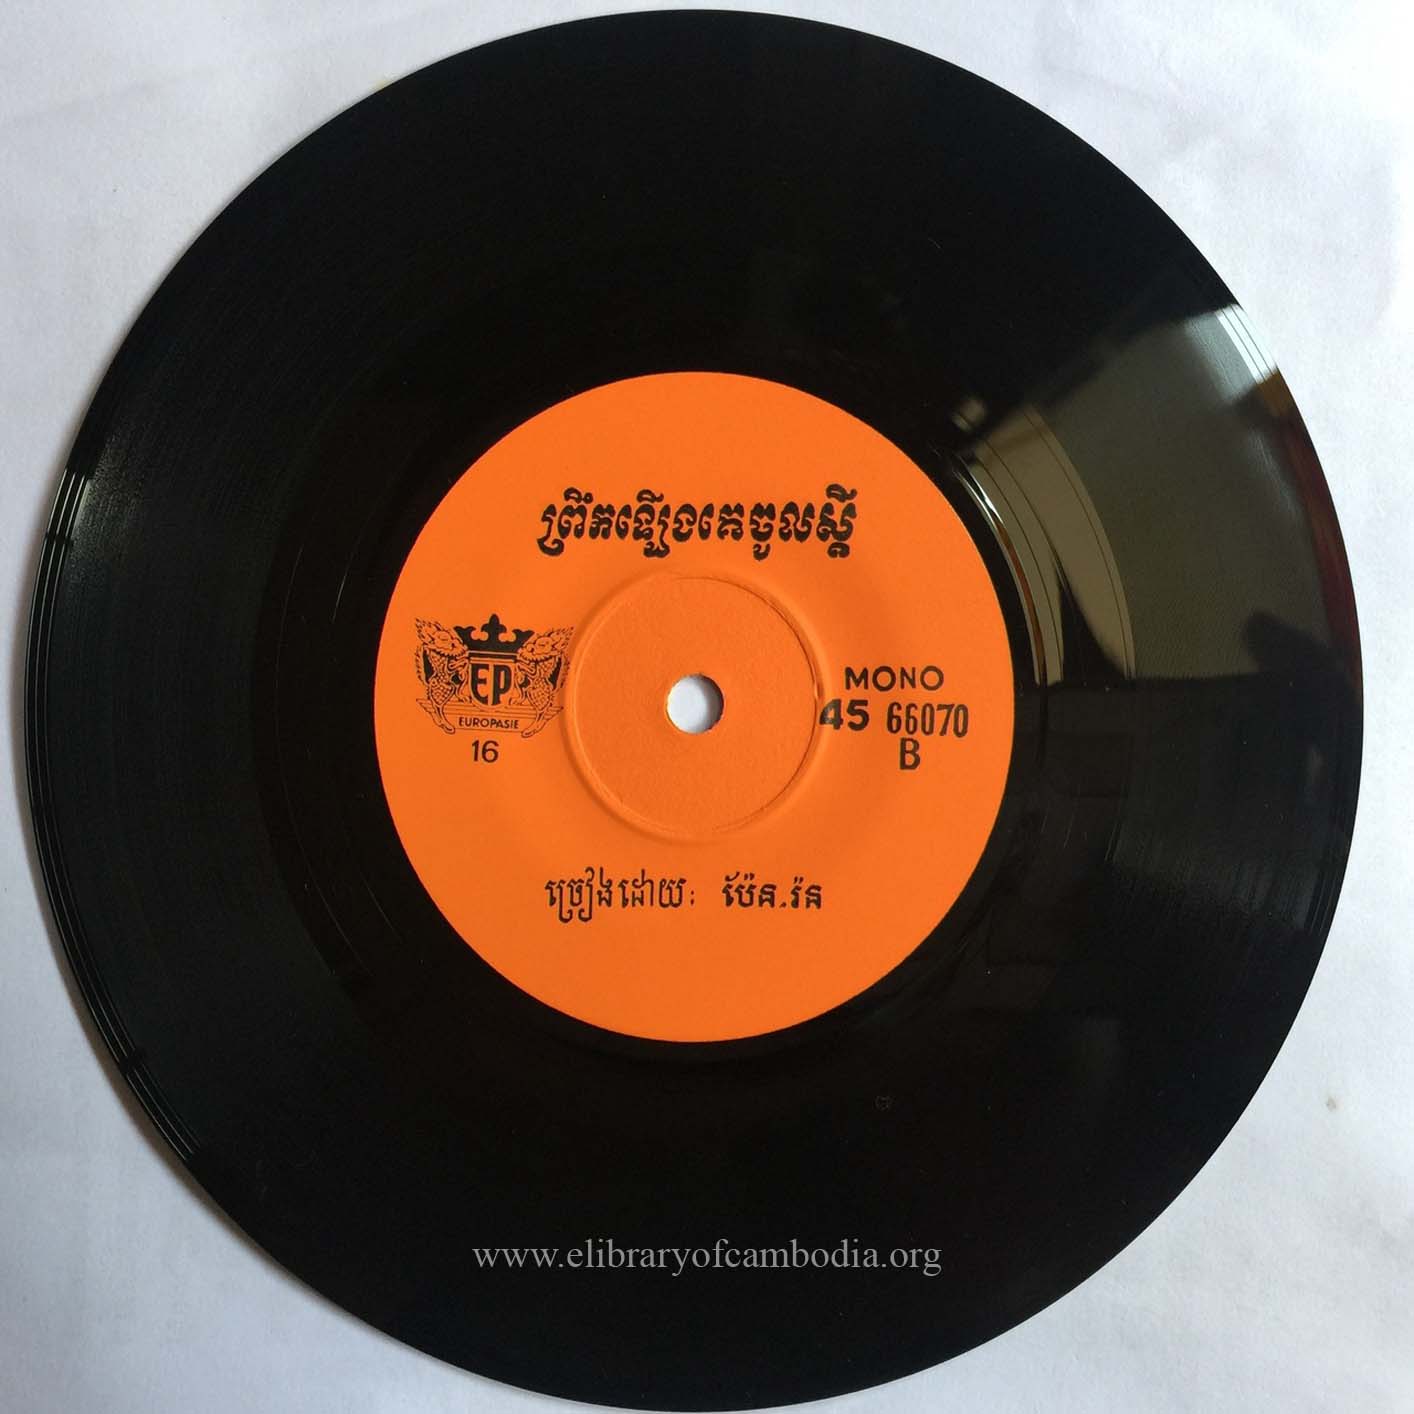 ព្រឹកឡើងគេចូលស្ដី
EP
EUROPASIE
16
MONO
45 66070
B
ច្រៀងដោយ: ប៉ែន.រ៉ន
www.elibraryofcambodia.org